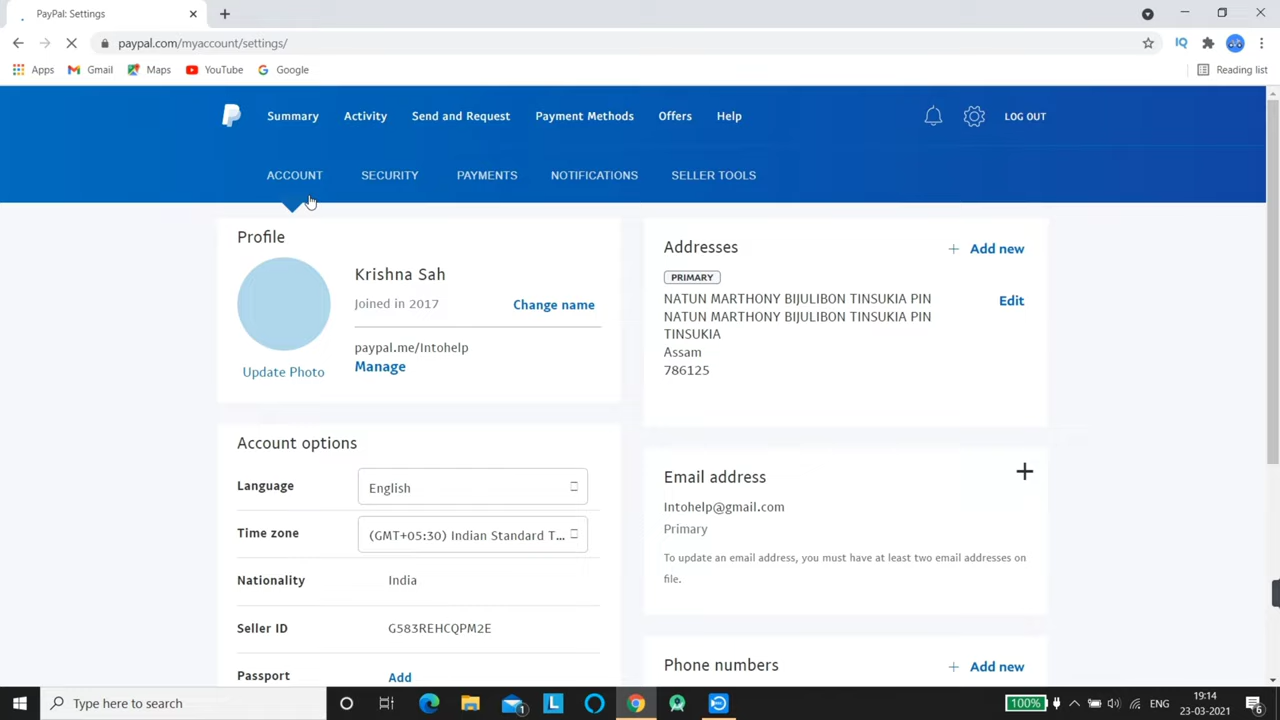 PayPal: Settings
paypal.com/myaccount/settings/
IQ
Apps Gmail Maps YouTube Google Reading list
Summary Activity Send and Request Payment Methods Offers Help LOG OUT
ACCOUNT SECURITY PAYMENTS NOTIFICATIONS SELLER TOOLS
Profile
Krishna Sah
Joined in 2017 Change name
paypal.me/Intohelp
Manage
Update Photo
Addresses + Add new
PRIMARY
NATUN MARTHONY BIJULIBON TINSUKIA PIN Edit
NATUN MARTHONY BIJULIBON TINSUKIA PIN
TINSUKIA
Assam
786125
Account options
Language English
Time zone (GMT+05:30) Indian Standard T...
Nationality India
Seller ID G583REHCQPM2E
Passport Add
Email address +
Intohelp@gmail.com
Primary
To update an email address, you must have at least two email addresses on
file.
Phone numbers + Add new
Type here to search
1
L
100%
ENG
19:14
23-03-2021
6